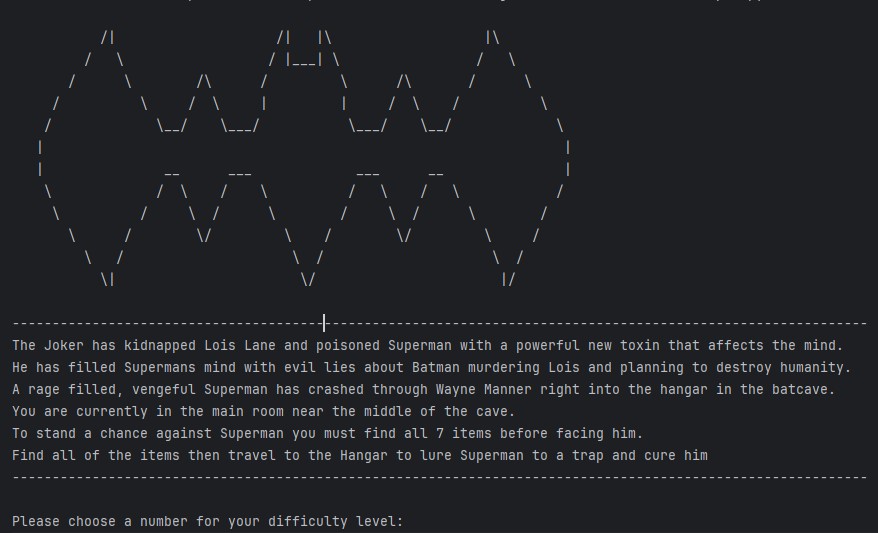 The Joker has kidnapped Lois Lane and poisoned Superman with a powerful new toxin that affects the mind.
He has filled Supermans mind with evil lies about Batman murdering Lois and planning to destroy humanity.
A rage filled, vengeful Superman has crashed through Wayne Manner right into the hangar in the batcave.
You are currently in the main room near the middle of the cave.
To stand a chance against Superman you must find all 7 items before facing him.
Find all of the items then travel to the Hangar to lure Superman to a trap and cure him
Please choose a number for your difficulty level: